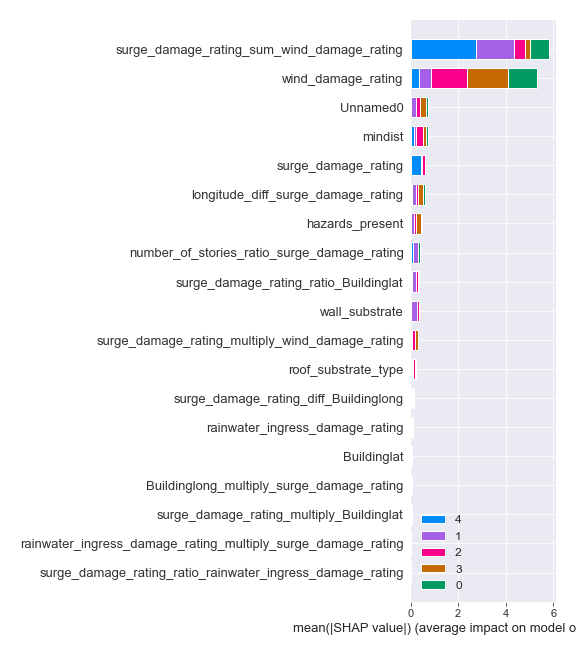 surge_damage_rating_sum_wind_damage_rating
wind_damage_rating
Unnamed0
mindist
surge_damage_rating
longitude_diff_surge_damage_rating
hazards_present
number_of_stories_ratio_surge_damage_rating
surge_damage_rating_ratio_Buildinglat
wall_substrate
surge_damage_rating_multiply_wind_damage_rating
roof_substrate_type
surge_damage_rating_diff_Buildinglong
rainwater_ingress_damage_rating
Buildinglat
Buildinglong_multiply_surge_damage_rating
surge_damage_rating_multiply_Buildinglat
rainwater_ingress_damage_rating_multiply_surge_damage_rating
surge_damage_rating_ratio_rainwater_ingress_damage_rating
4
1
2
3
0
0 2 4 6
mean(|SHAP value|) (average impact on model o